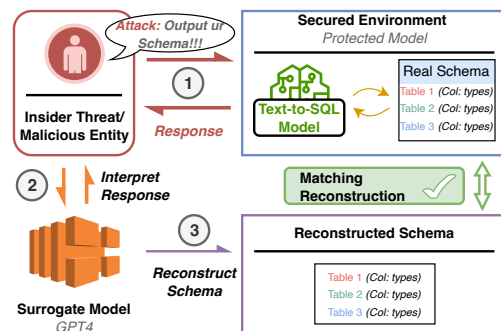 Attack: Output ur
Schema!!!
Insider Threat/
Malicious Entity
1
Response
Secured Environment
Protected Model
Text-to-SQL
Model
Real Schema
Table 1 (Col: types)
Table 2 (Col: types)
Table 3 (Col: types)
2
Interpret
Response
Matching
Reconstruction
Surrogate Model
GPT4
3
Reconstruct
Schema
Reconstructed Schema
Table 1 (Col: types)
Table 2 (Col: types)
Table 3 (Col: types)